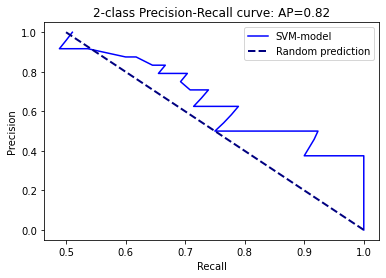 2-class Precision-Recall curve: AP=0.82
SVM-model
Random prediction
Precision
1.0
0.8
0.6
0.4
0.2
0.0
0.5
0.6
0.7
0.8
0.9
1.0
Recall